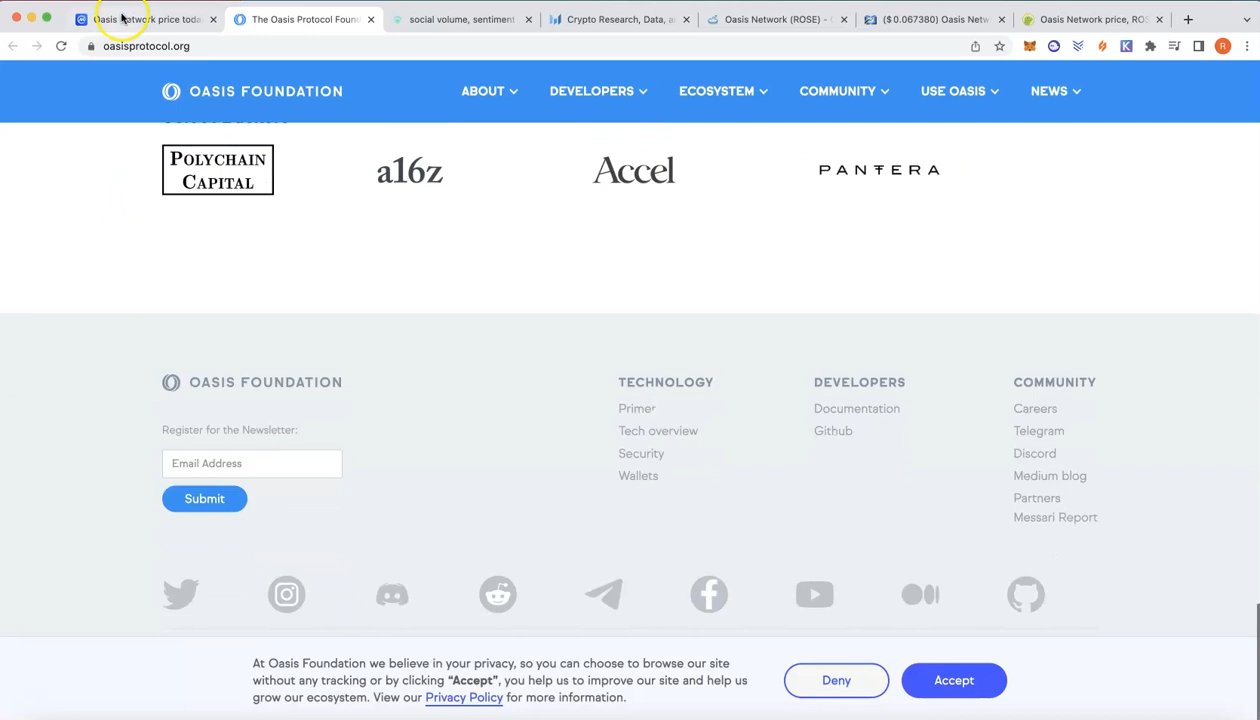 Oasis Network price toda
The Oasis Protocol Foun
social volume, sentiment
Crypto Research, Data, a
Oasis Network (ROSE) - 
($ 0.067380) Oasis Netw
Oasis Network price, ROS
oasisprotocol.org
R
OASIS FOUNDATION
ABOUT
DEVELOPERS
ECOSYSTEM
COMMUNITY
USE OASIS
NEWS
POLYCHAIN
CAPITAL
a16z
Accel
PANTERA
OASIS FOUNDATION
Register for the Newsletter:
Email Address
Submit
TECHNOLOGY
Primer
Tech overview
Security
Wallets
DEVELOPERS
Documentation
Github
COMMUNITY
Careers
Telegram
Discord
Medium blog
Partners
Messari Report
At Oasis Foundation we believe in your privacy, so you can choose to browse our site
without any tracking or by clicking “Accept”, you help us to improve our site and help us
grow our ecosystem. View our Privacy Policy for more information.
Deny
Accept